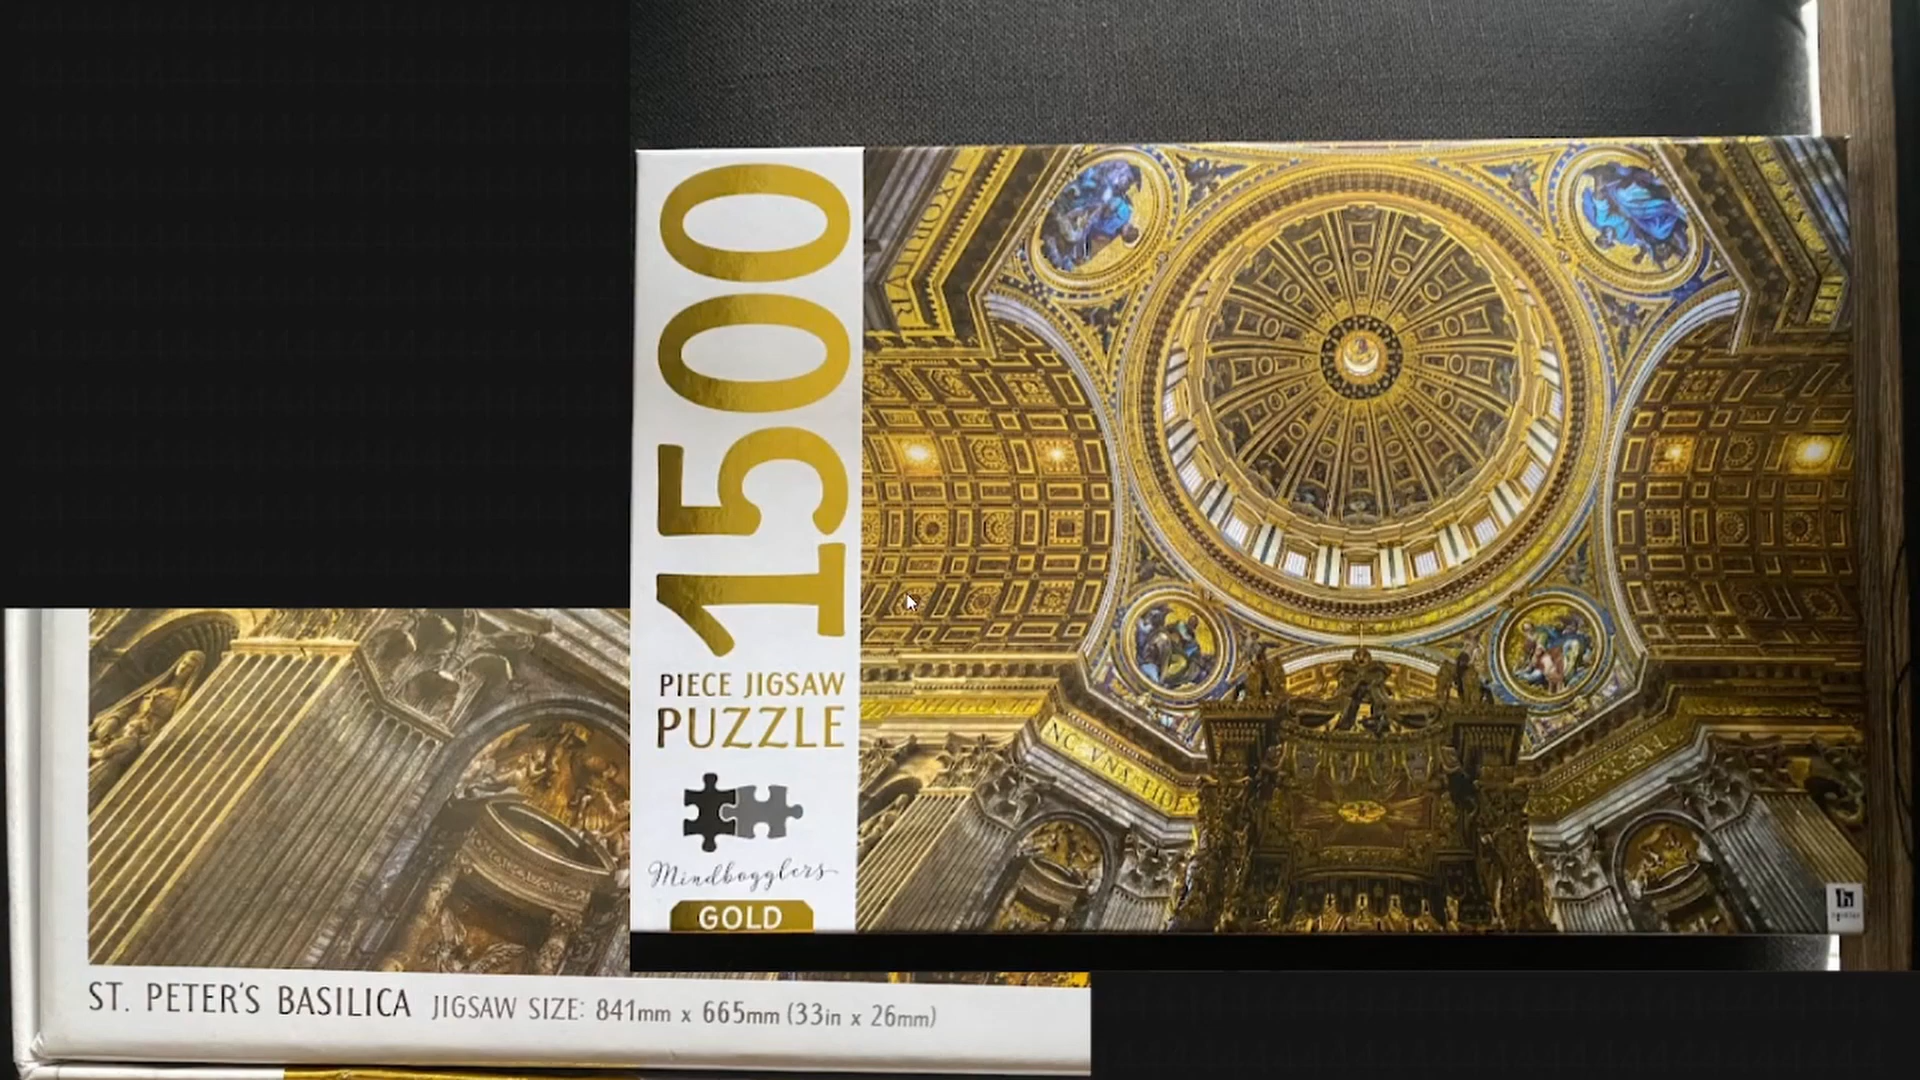 1500
PIECE JIGSAW
PUZZLE
Mindbogglers
GOLD
NC VNA FIDES
ST. PETER'S BASILICA JIGSAW SIZE: 841mm x 665mm (33in x 26mm)